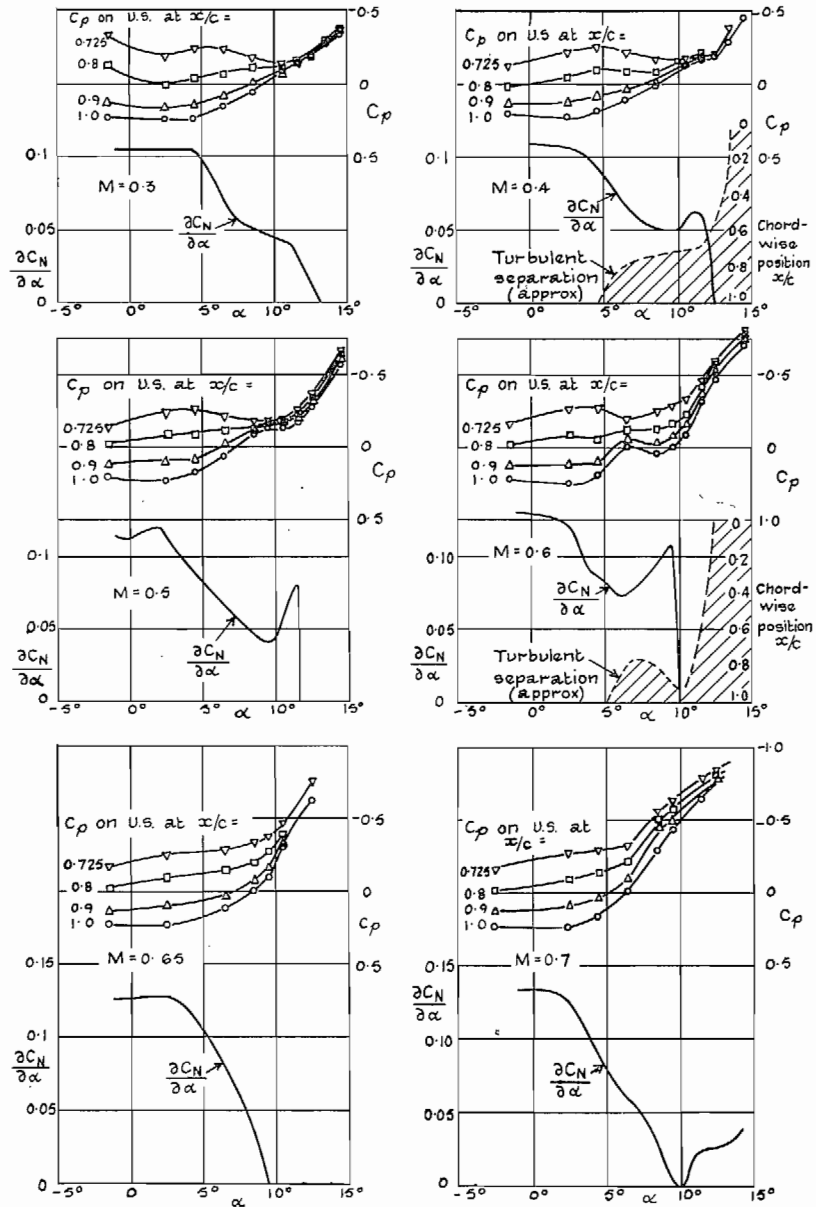 Cp on U.S. at x/c =
0.725
0.8
0.9
1.0
-0.5
0
Cp
0.5
0.1
0.05
∂CN
∂α
0
M = 0.3
∂CN
∂α
-5° 0° 5° α 10° 15°
Cp on U.S. at x/c =
0.725
0.8
0.9
1.0
-0.5
0
Cp
0.5
0
0.2
0.4
0.6
0.8
1.0
Chord-
wise
position
x/c
0.1
0.05
∂CN
∂α
0
M = 0.4
∂CN
∂α
Turbulent
separation
(approx)
-5° 0° 5° α 10° 15°
Cp on U.S. at x/c =
0.725
0.8
0.9
1.0
-0.5
0
Cp
0.5
0.1
0.05
∂CN
∂α
0
M = 0.5
∂CN
∂α
-5° 0° 5° α 10° 15°
Cp on U.S. at x/c =
0.725
0.8
0.9
1.0
-0.5
0
Cp
1.0
0
0.2
0.4
0.6
0.8
1.0
Chord-
wise
position
x/c
0.10
0.05
∂CN
∂α
0
M = 0.6
∂CN
∂α
Turbulent
separation
(approx)
-5° 0° 5° α 10° 15°
Cp on U.S. at x/c =
0.725
0.8
0.9
1.0
-0.5
0
Cp
0.5
0.15
0.1
0.05
∂CN
∂α
0
M = 0.65
∂CN
∂α
-5° 0° 5° α 10° 15°
Cp on U.S. at
x/c =
0.725
0.8
0.9
1.0
-1.0
-0.5
0
Cp
0.5
0.15
∂CN
∂α
0.10
0.05
0
M = 0.7
∂CN
∂α
-5° 0° 5° α 10° 15°